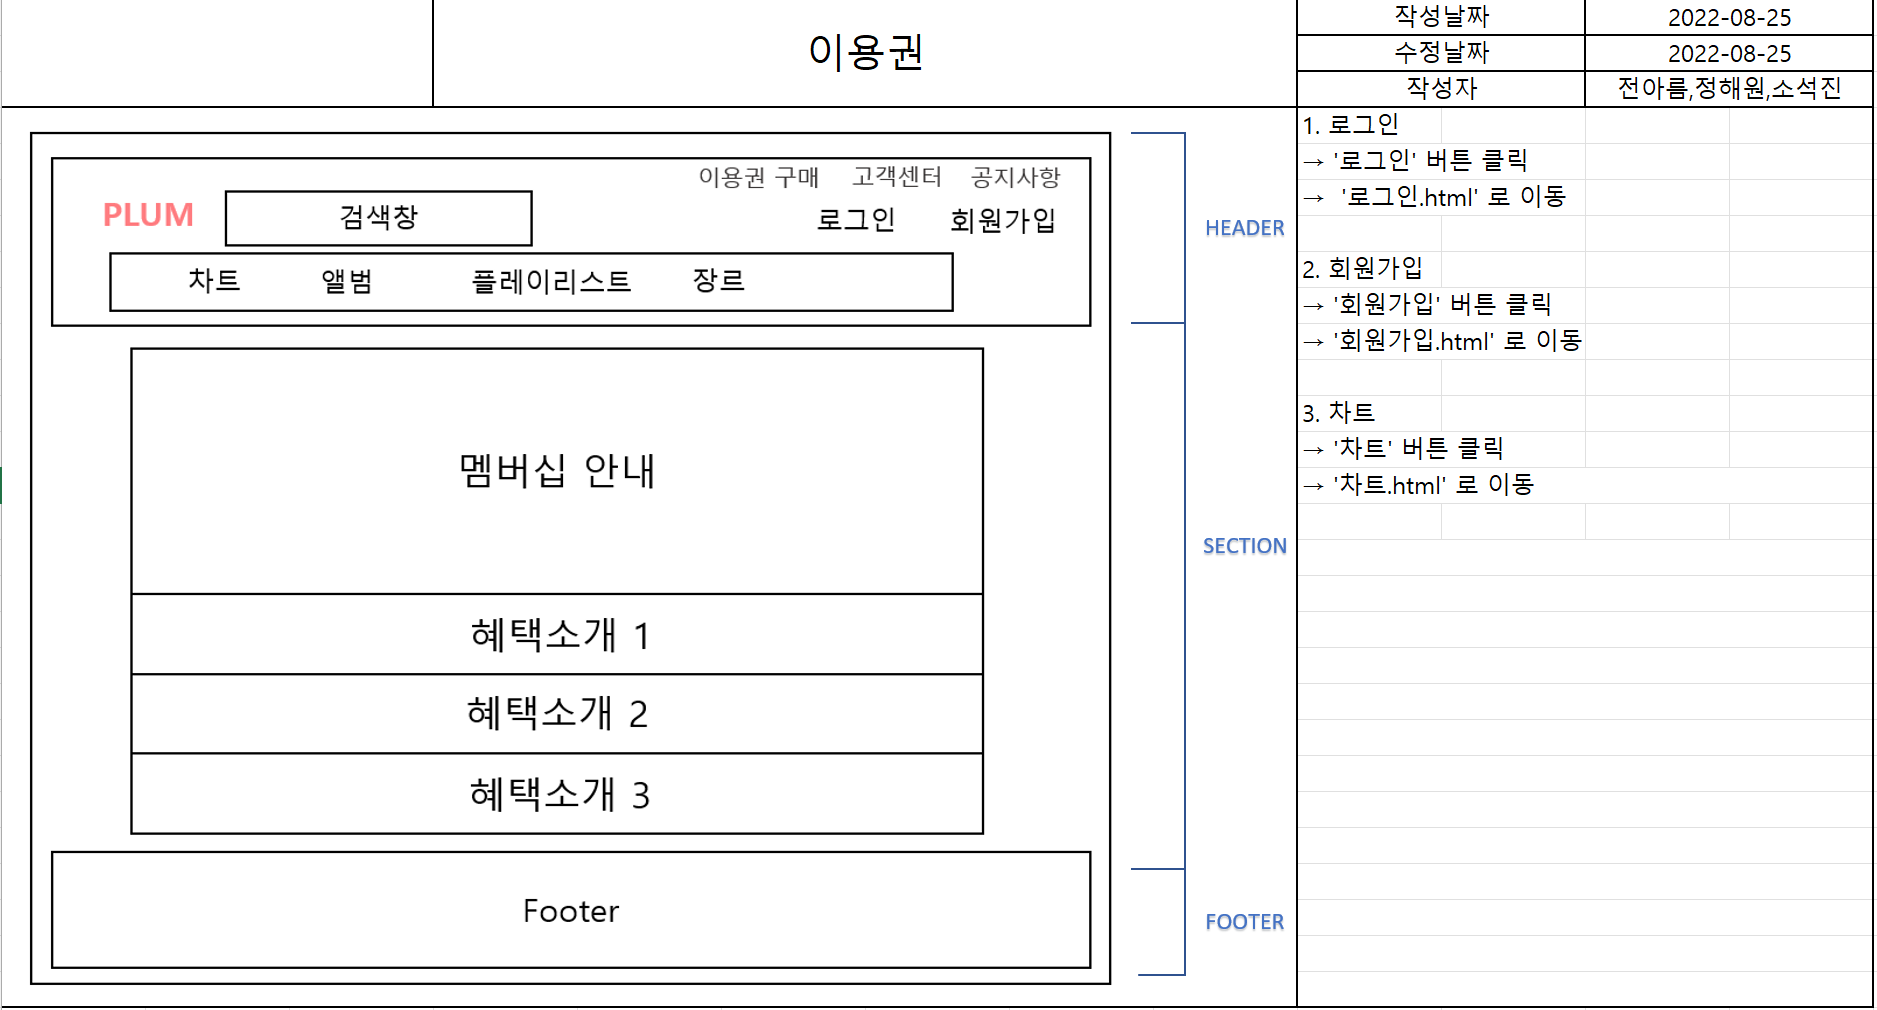 이용권
작성날짜 2022-08-25
수정날짜 2022-08-25
작성자 전아름,정해원,소석진
이용권 구매 고객센터 공지사항
PLUM 검색창 로그인 회원가입
차트 앨범 플레이리스트 장르
멤버십 안내
혜택소개 1
혜택소개 2
혜택소개 3
Footer
HEADER
SECTION
FOOTER
1. 로그인
→ '로그인' 버튼 클릭
→ '로그인.html' 로 이동
2. 회원가입
→ '회원가입' 버튼 클릭
→ '회원가입.html' 로 이동
3. 차트
→ '차트' 버튼 클릭
→ '차트.html' 로 이동